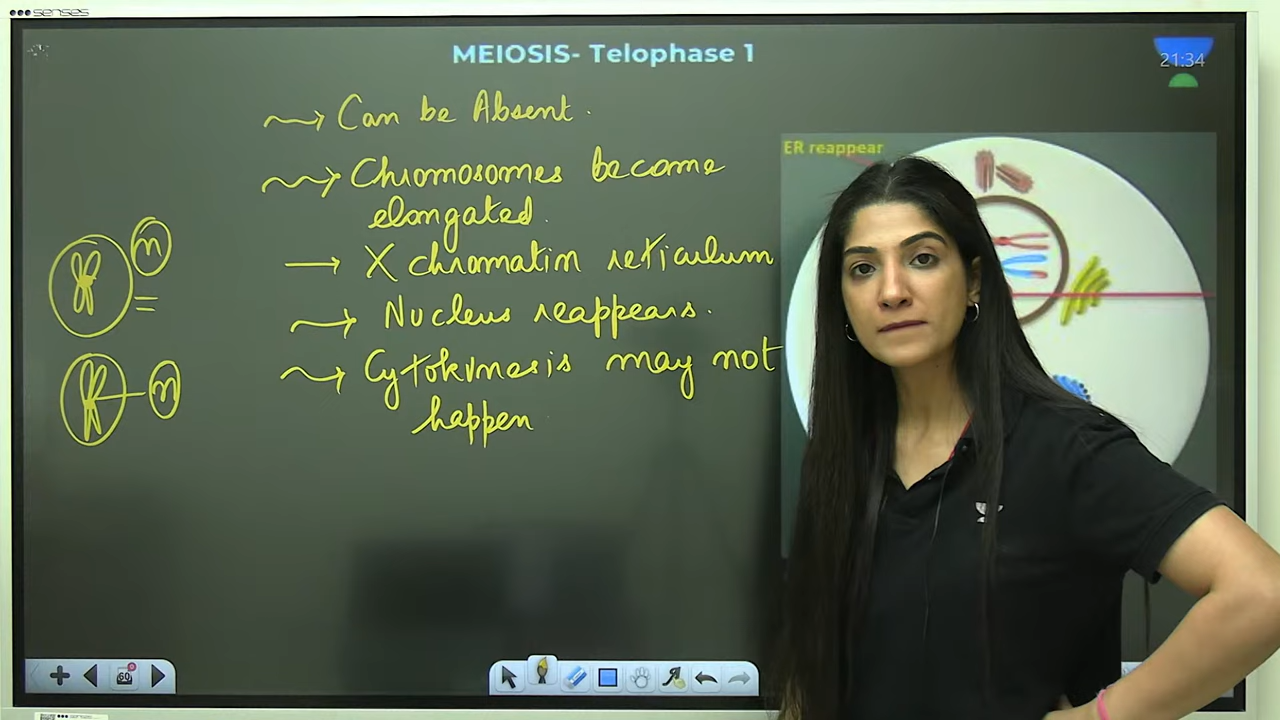 senses
MEIOSIS- Telophase 1
21:34
Can be Absent.
ER reappear
Chromosomes become
elongated.
n
X chromatin reticulum
Nucleus reappears.
Cytokinesis may not
n
happen
60